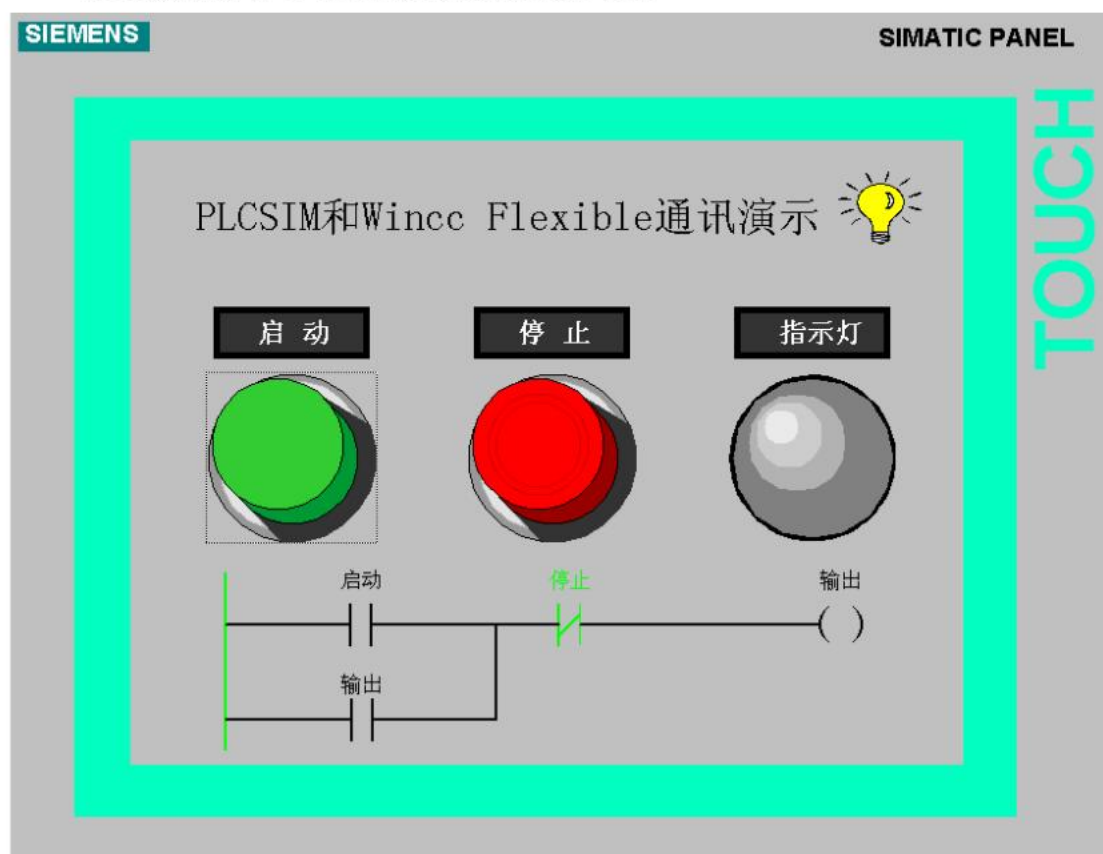 SIEMENS
SIMATIC PANEL
TOUCH
PLCSIM和Wincc Flexible通讯演示
启 动
停 止
指示灯
启动
停止
输出
输出